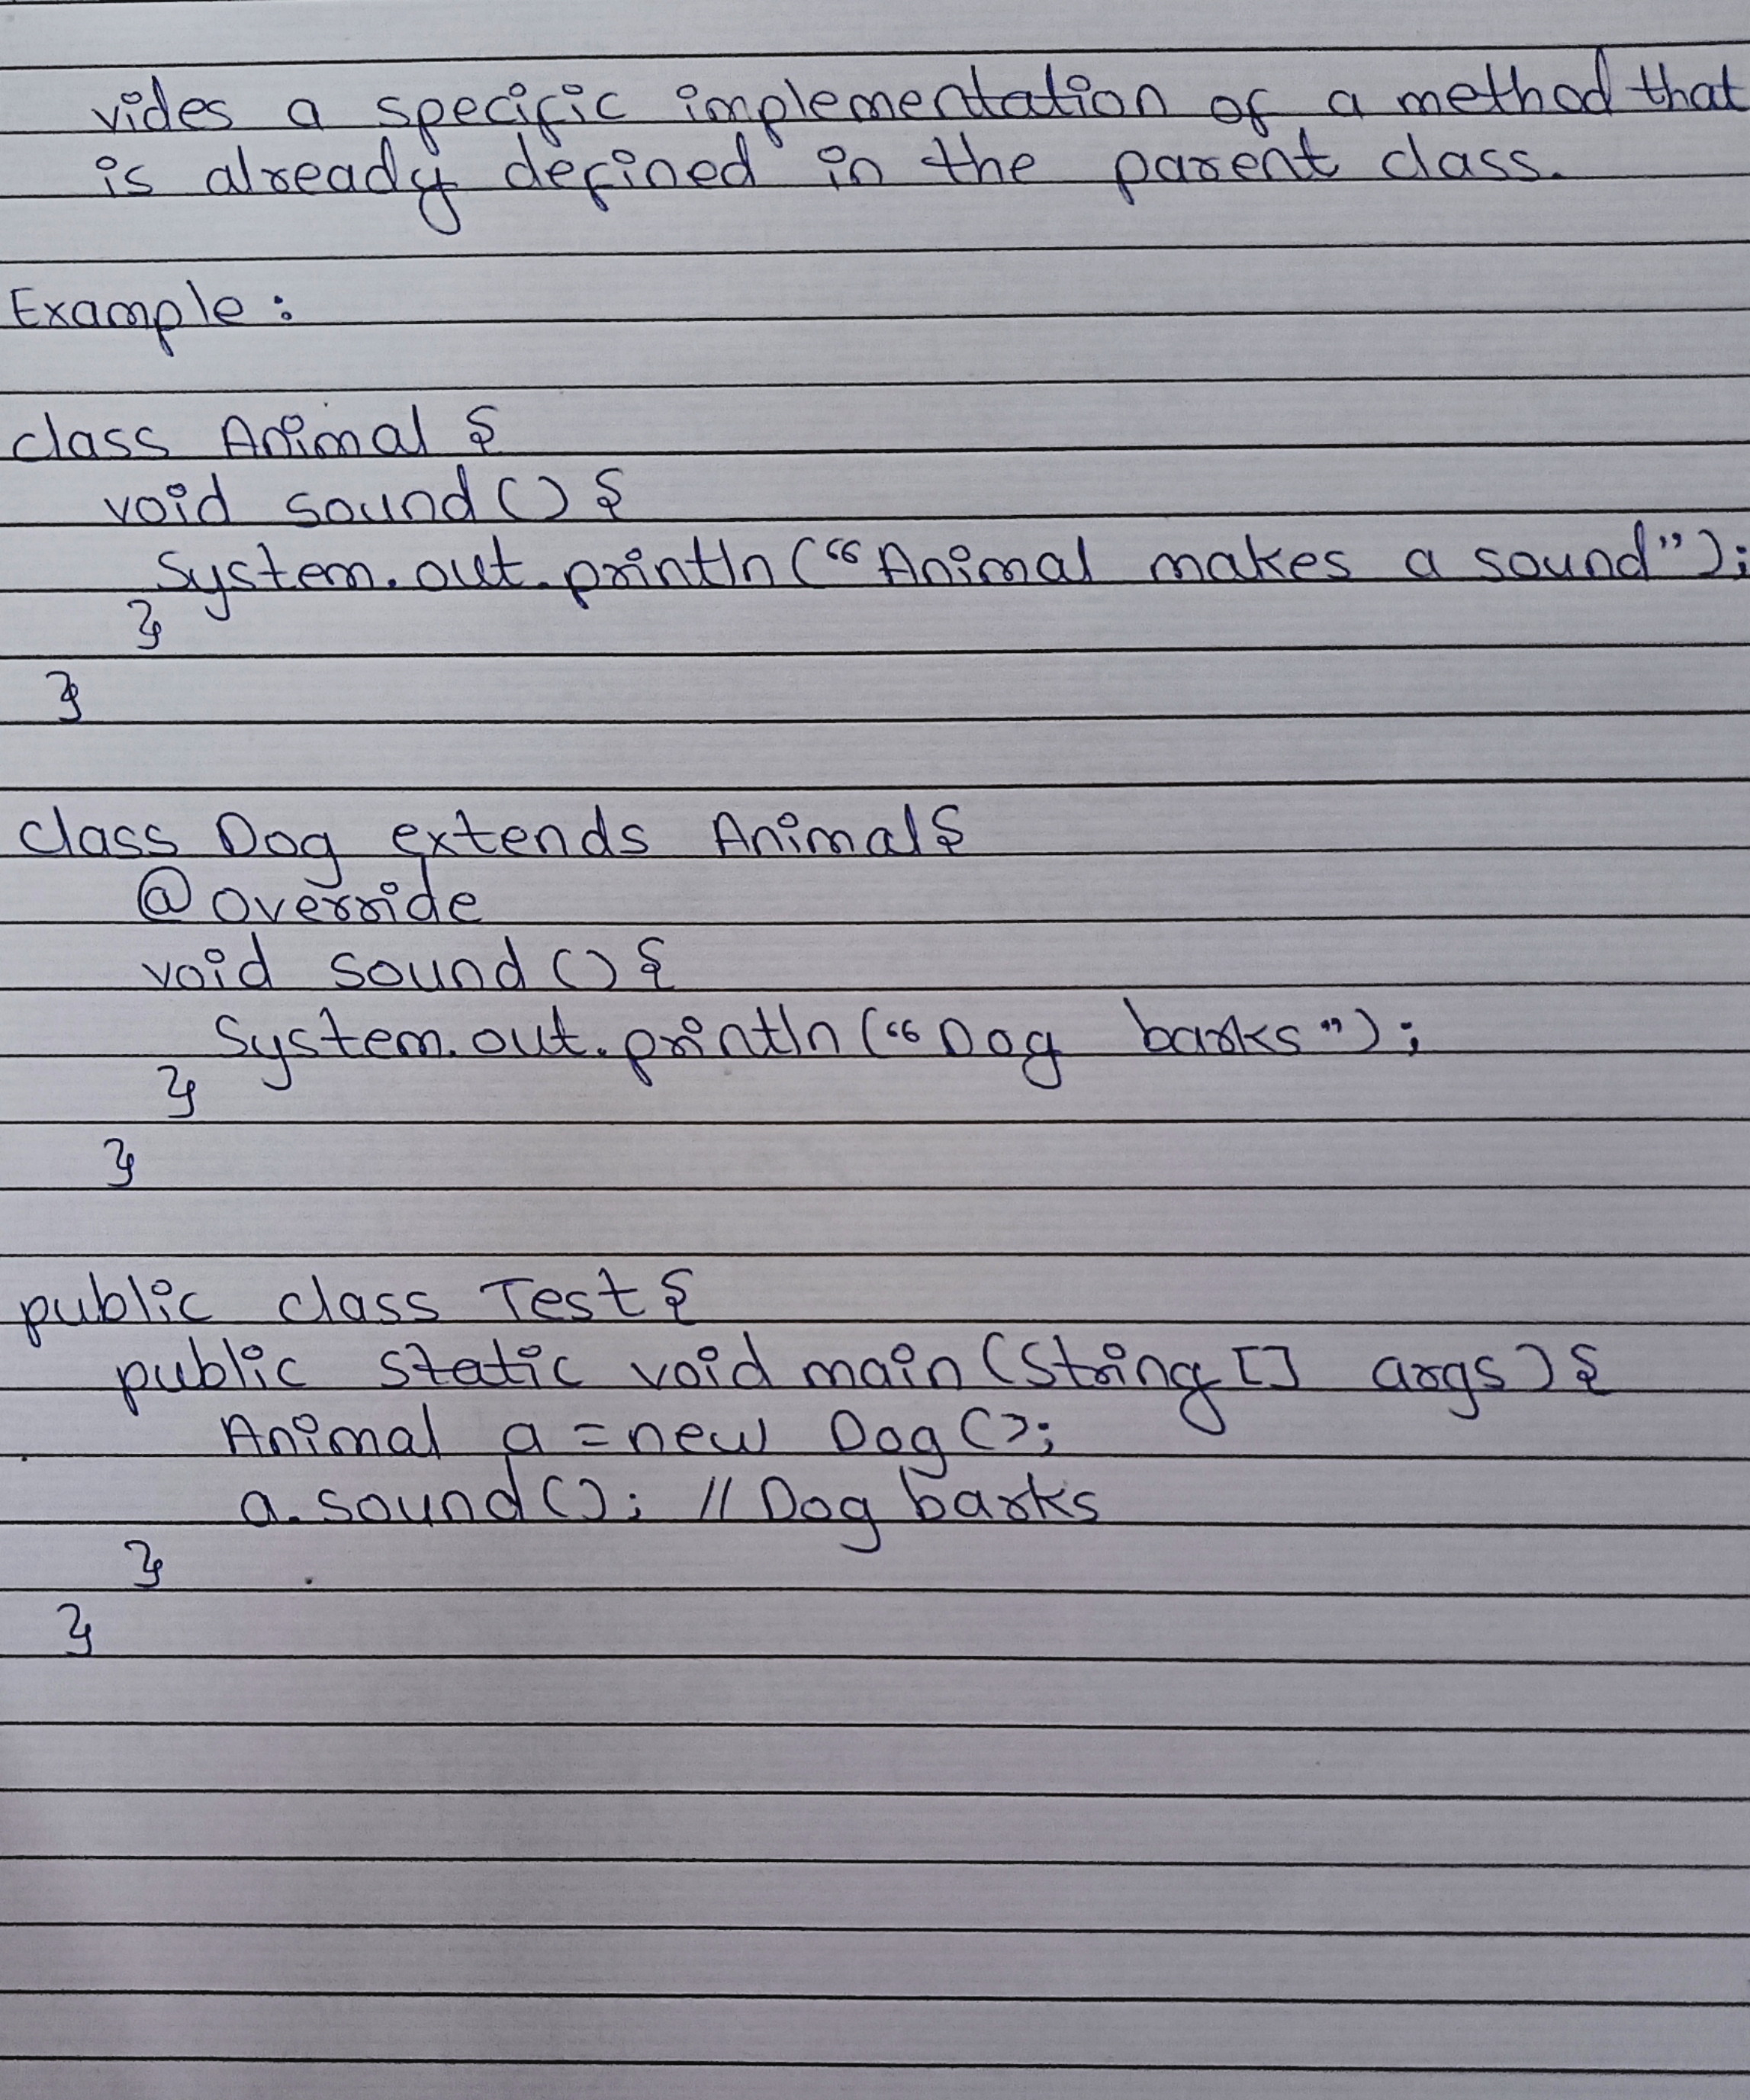 vides a specific implementation of a method that
is already defined in the parent class.
Example:
class Animal {
void sound() {
System.out.println("Animal makes a sound");
}
}
class Dog extends Animal{
@override
void sound() {
System.out.println("Dog barks");
}
}
public class Test{
public static void main(String[] args){
Animal a = new Dog();
a.sound(); // Dog barks
}
}